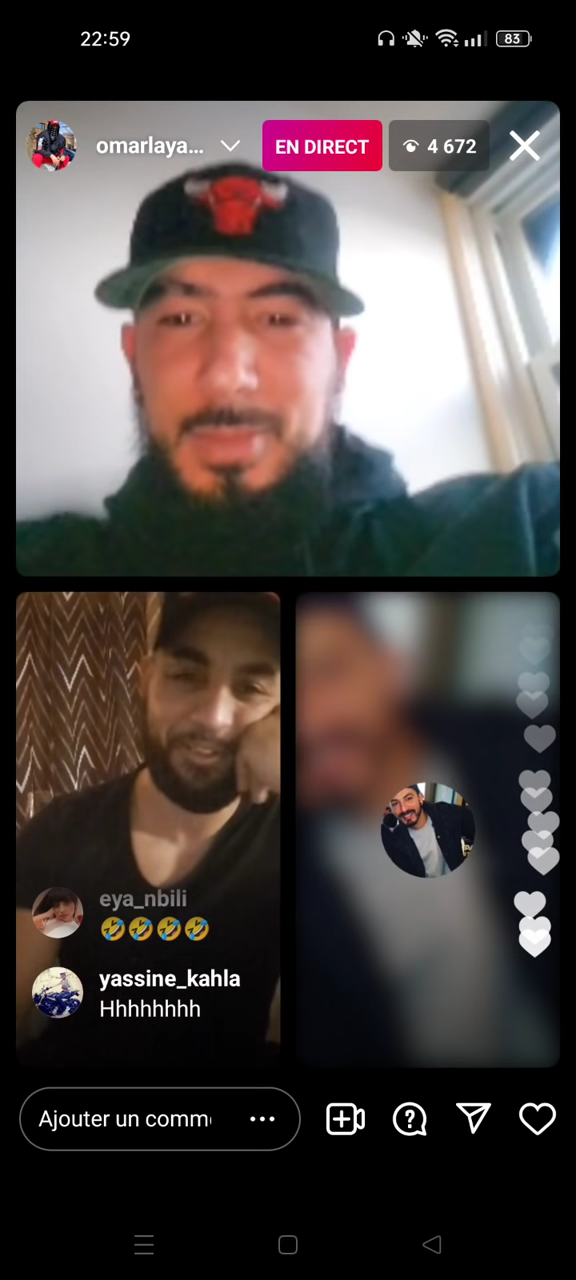 22:59
83
omarlaya...
EN DIRECT
4 672
eya_nbili
🤣🤣🤣🤣
yassine_kahla
Hhhhhhhh
Ajouter un comm